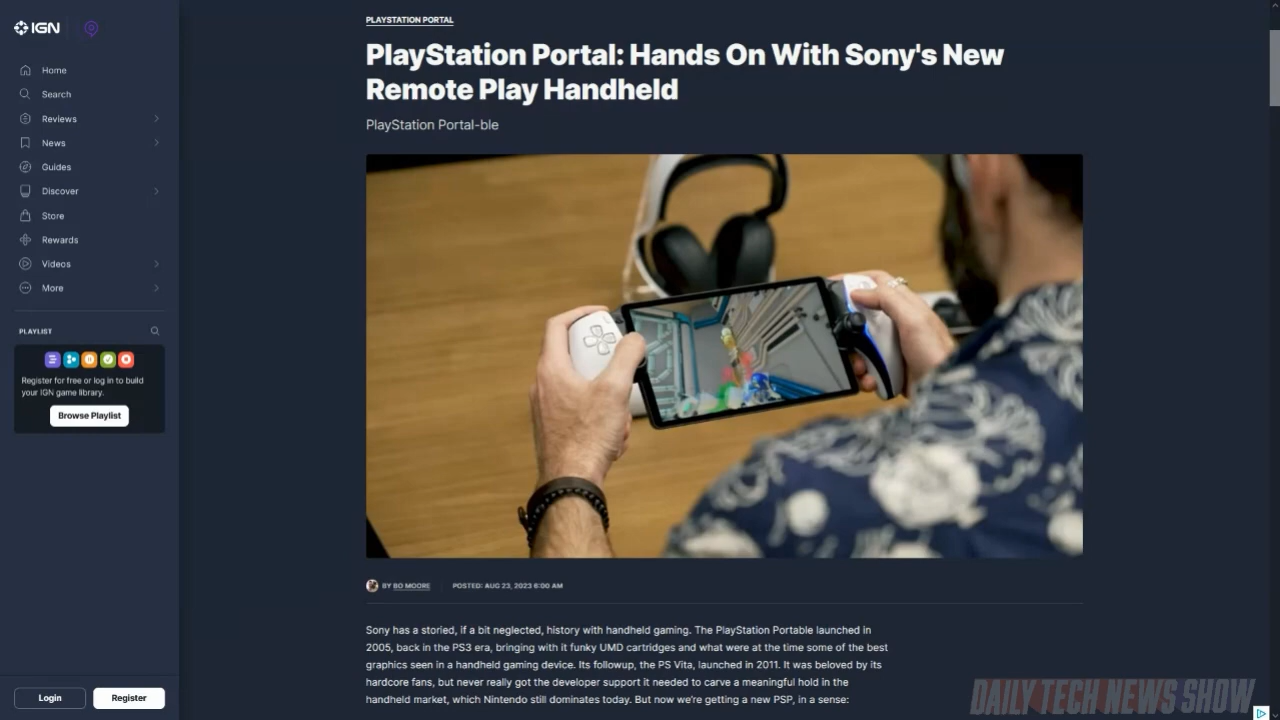 IGN
Home
Search
Reviews
News
Guides
Discover
Store
Rewards
Videos
More
PLAYLIST
Register for free or log in to build
your IGN game library.
Browse Playlist
Login
Register
PLAYSTATION PORTAL
PlayStation Portal: Hands On With Sony's New
Remote Play Handheld
PlayStation Portal-ble
BY BO MOORE
POSTED: AUG 23, 2023 6:00 AM
Sony has a storied, if a bit neglected, history with handheld gaming. The PlayStation Portable launched in
2005, back in the PS3 era, bringing with it funky UMD cartridges and what were at the time some of the best
graphics seen in a handheld gaming device. Its followup, the PS Vita, launched in 2011. It was beloved by its
hardcore fans, but never really got the developer support it needed to carve a meaningful hold in the
handheld market, which Nintendo still dominates today. But now we're getting a new PSP, in a sense:
DAILY TECH NEWS SHOW